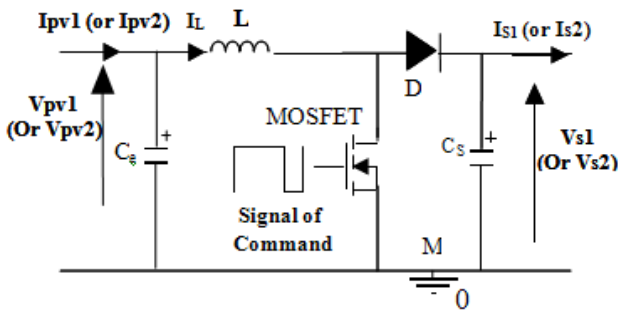 Ipv1 (or Ipv2)
IL
L
IS1 (or Is2)
D
Vpv1
(Or Vpv2)
MOSFET
+
Ce
CS
+
Vs1
(Or Vs2)
Signal of
Command
M
0